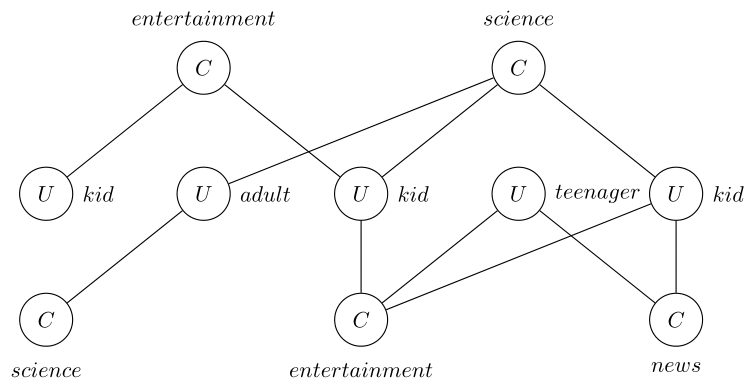 entertainment science
C C
U kid U adult U kid U teenager U kid
C C C
science entertainment news